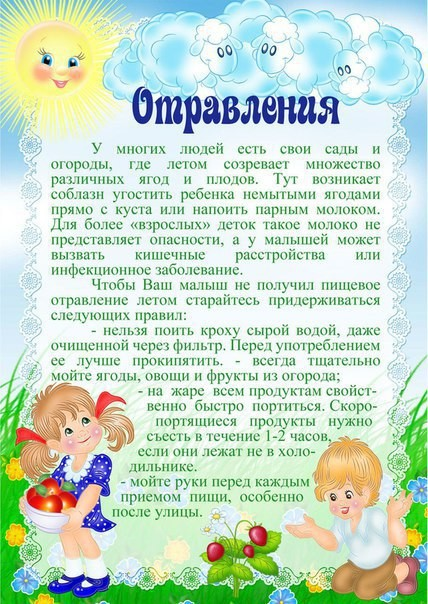 Отравления
У многих людей есть свои сады и
огороды, где летом созревает множество
различных ягод и плодов. Тут возникает
соблазн угостить ребенка немытыми ягодами
прямо с куста или напоить парным молоком.
Для более «взрослых» деток такое молоко не
представляет опасности, а у малышей может
вызвать кишечные расстройства или
инфекционное заболевание.
Чтобы Ваш малыш не получил пищевое
отравление летом старайтесь придерживаться
следующих правил:
- нельзя поить кроху сырой водой, даже
очищенной через фильтр. Перед употреблением
ее лучше прокипятить. - всегда тщательно
мойте ягоды, овощи и фрукты из огорода;
- на жаре всем продуктам свойст-
венно быстро портиться. Скоро-
портящиеся продукты нужно
съесть в течение 1-2 часов,
если они лежат не в холо-
дильнике.
- мойте руки перед каждым
приемом пищи, особенно
после улицы.